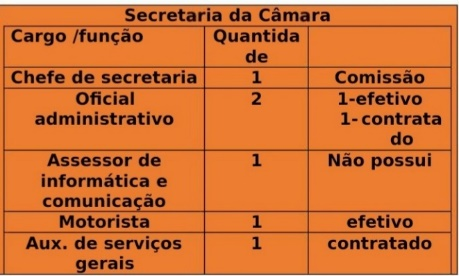 Secretaria da Câmara
Cargo /função Quantida
de
Chefe de secretaria 1 Comissão
Oficial
administrativo 2 1-efetivo
1- contrata
do
Assessor de
informática e
comunicação 1 Não possui
Motorista 1 efetivo
Aux. de serviços
gerais 1 contratado